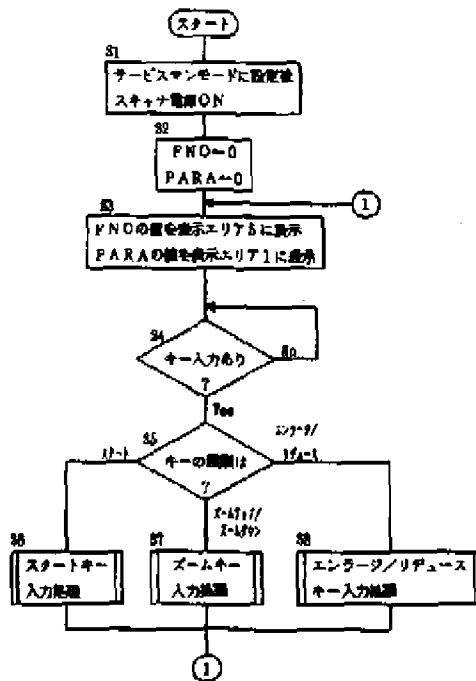 スタート
S1
サービスマンモードに設定後
スキャナ電源ON
S2
FNO←0
PARA←0
1
S3
FNOの値を表示エリアbに表示
PARAの値を表示エリア1に表示
S4
キー入力あり
?
No
Yes
S5
キーの種類は
?
スタート
エンラージ/
リデュース
ズームアップ/
ズームダウン
S6
スタートキー
入力処理
S7
ズームキー
入力処理
S8
エンラージ/リデュース
キー入力処理
1